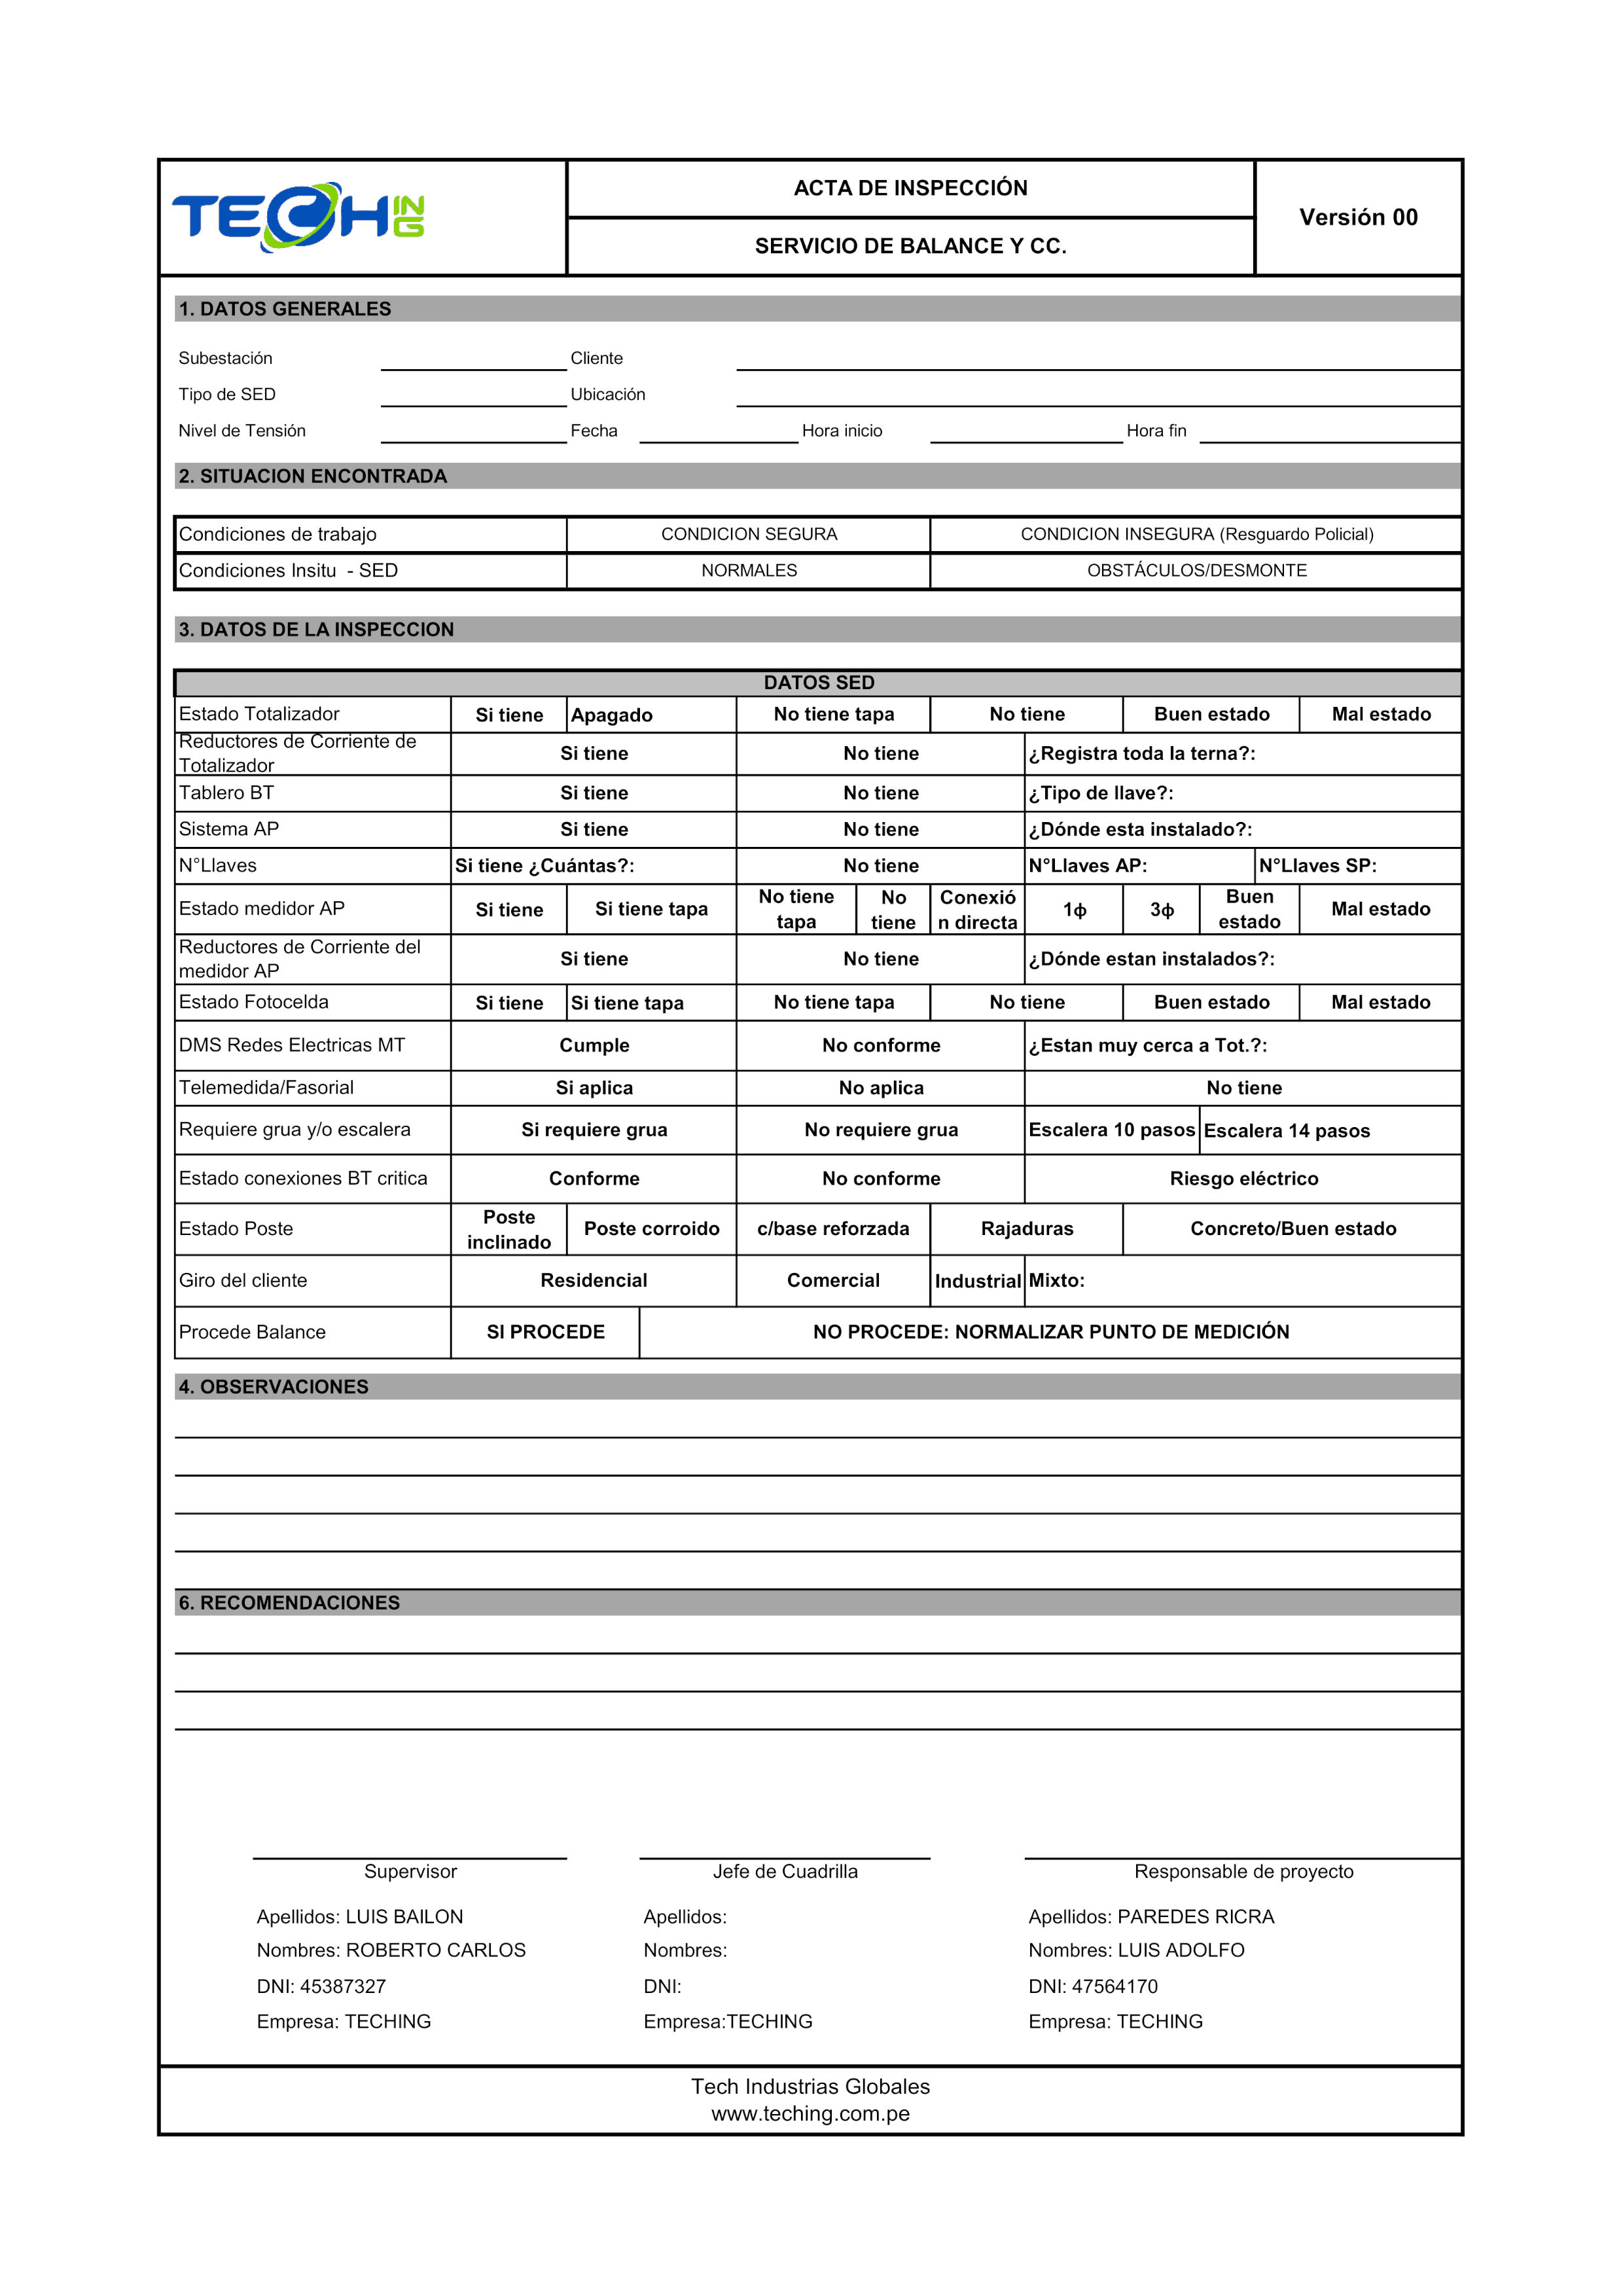 TECHING
ACTA DE INSPECCIÓN
SERVICIO DE BALANCE Y CC.
Versión 00
1. DATOS GENERALES
Subestación Cliente
Tipo de SED Ubicación
Nivel de Tensión Fecha Hora inicio Hora fin
2. SITUACION ENCONTRADA
Condiciones de trabajo CONDICION SEGURA CONDICION INSEGURA (Resguardo Policial)
Condiciones Insitu - SED NORMALES OBSTÁCULOS/DESMONTE
3. DATOS DE LA INSPECCION
DATOS SED
Estado Totalizador Si tiene Apagado No tiene tapa No tiene Buen estado Mal estado
Reductores de Corriente de
Totalizador Si tiene No tiene ¿Registra toda la terna?:
Tablero BT Si tiene No tiene ¿Tipo de llave?:
Sistema AP Si tiene No tiene ¿Dónde esta instalado?:
N°Llaves Si tiene ¿Cuántas?: No tiene N°Llaves AP: N°Llaves SP:
Estado medidor AP Si tiene Si tiene tapa No tiene
tapa No
tiene Conexió
n directa 1ϕ 3ϕ Buen
estado Mal estado
Reductores de Corriente del
medidor AP Si tiene No tiene ¿Dónde estan instalados?:
Estado Fotocelda Si tiene Si tiene tapa No tiene tapa No tiene Buen estado Mal estado
DMS Redes Electricas MT Cumple No conforme ¿Estan muy cerca a Tot.?:
Telemedida/Fasorial Si aplica No aplica No tiene
Requiere grua y/o escalera Si requiere grua No requiere grua Escalera 10 pasos Escalera 14 pasos
Estado conexiones BT critica Conforme No conforme Riesgo eléctrico
Estado Poste Poste
inclinado Poste corroido c/base reforzada Rajaduras Concreto/Buen estado
Giro del cliente Residencial Comercial Industrial Mixto:
Procede Balance SI PROCEDE NO PROCEDE: NORMALIZAR PUNTO DE MEDICIÓN
4. OBSERVACIONES
6. RECOMENDACIONES
Supervisor Jefe de Cuadrilla Responsable de proyecto
Apellidos: LUIS BAILON Apellidos: Apellidos: PAREDES RICRA
Nombres: ROBERTO CARLOS Nombres: Nombres: LUIS ADOLFO
DNI: 45387327 DNI: DNI: 47564170
Empresa: TECHING Empresa:TECHING Empresa: TECHING
Tech Industrias Globales
www.teching.com.pe